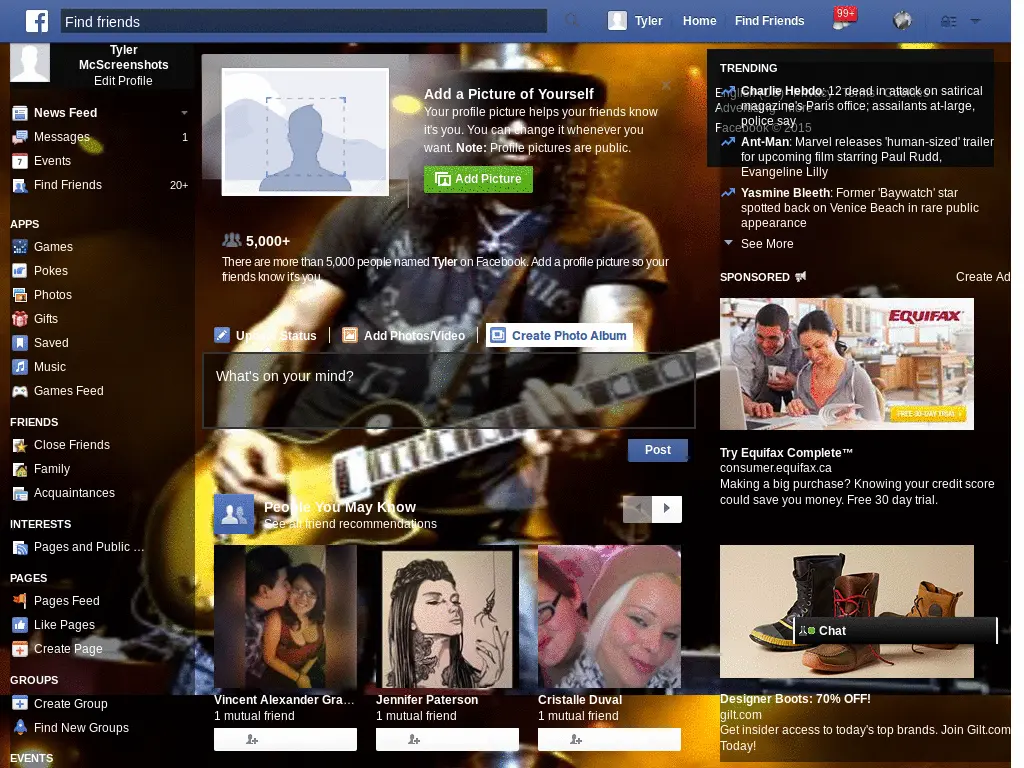 Find friends
Tyler
Home
Find Friends
99+
Tyler
McScreenshots
Edit Profile
News Feed
Messages 1
Events
Find Friends 20+
APPS
Games
Pokes
Photos
Gifts
Saved
Music
Games Feed
FRIENDS
Close Friends
Family
Acquaintances
INTERESTS
Pages and Public ...
PAGES
Pages Feed
Like Pages
Create Page
GROUPS
Create Group
Find New Groups
EVENTS
Add a Picture of Yourself
Your profile picture helps your friends know
it's you. You can change it whenever you
want. Note: Profile pictures are public.
Add Picture
5,000+
There are more than 5,000 people named Tyler on Facebook. Add a profile picture so your
friends know it's you.
Update Status
Add Photos/Video
Create Photo Album
What's on your mind?
Post
People You May Know
See all friend recommendations
Vincent Alexander Gra...
1 mutual friend
Jennifer Paterson
1 mutual friend
Cristalle Duval
1 mutual friend
TRENDING
Charlie Hebdo: 12 dead in attack on satirical
magazine's Paris office; assailants at-large,
police say
Facebook © 2015
Ant-Man: Marvel releases 'human-sized' trailer
for upcoming film starring Paul Rudd,
Evangeline Lilly
Yasmine Bleeth: Former 'Baywatch' star
spotted back on Venice Beach in rare public
appearance
See More
SPONSORED
Create Ad
EQUIFAX
FREE 30-DAY TRIAL
Try Equifax Complete™
consumer.equifax.ca
Making a big purchase? Knowing your credit score
could save you money. Free 30 day trial.
Chat
Designer Boots: 70% OFF!
gilt.com
Get insider access to today's top brands. Join Gilt.com
Today!